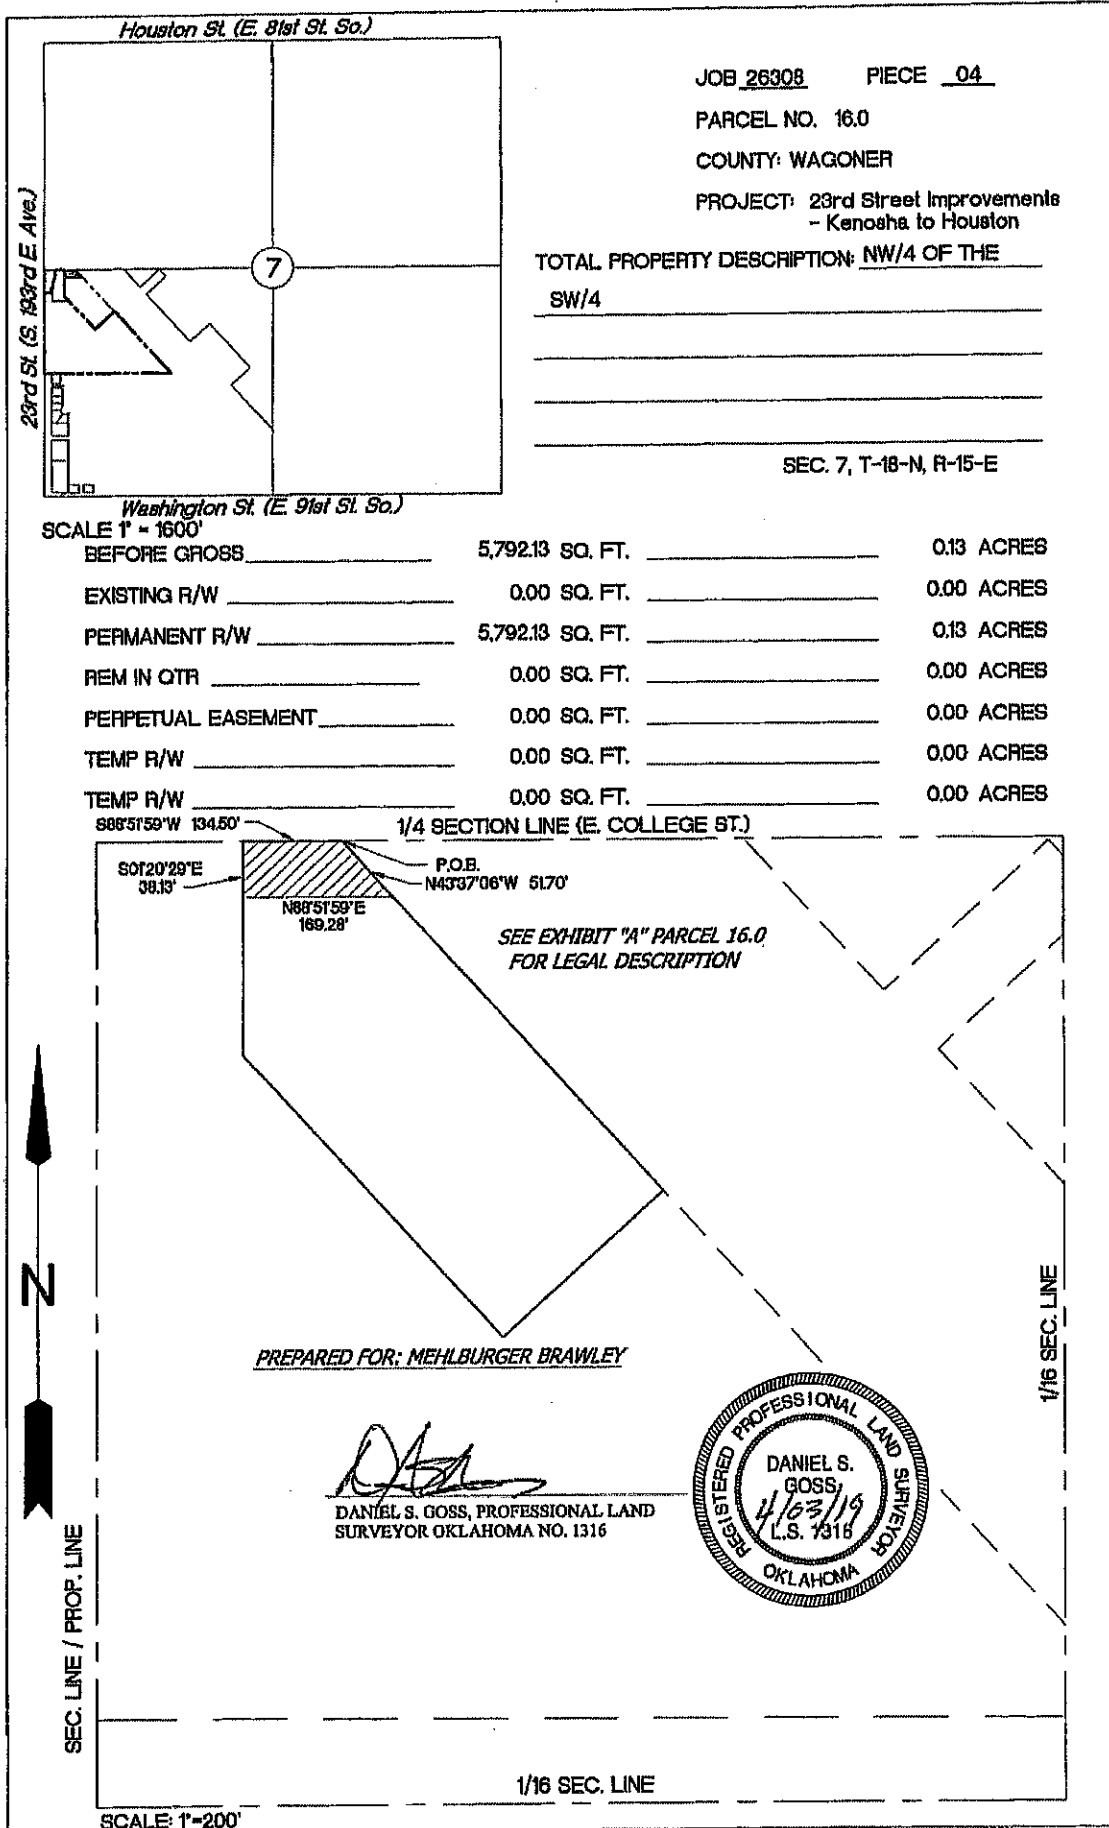 Houston St. (E. 81st St. So.)
23rd St. (S. 193rd E. Ave.)
7
Washington St. (E. 91st St. So.)
SCALE 1" = 1600'
JOB 26308 PIECE 04
PARCEL NO. 16.0
COUNTY: WAGONER
PROJECT: 23rd Street Improvements
- Kenosha to Houston
TOTAL PROPERTY DESCRIPTION: NW/4 OF THE
SW/4
SEC. 7, T-18-N, R-15-E
BEFORE GROSS 5,792.13 SQ. FT. 0.13 ACRES
EXISTING R/W 0.00 SQ. FT. 0.00 ACRES
PERMANENT R/W 5,792.13 SQ. FT. 0.13 ACRES
REM IN QTR 0.00 SQ. FT. 0.00 ACRES
PERPETUAL EASEMENT 0.00 SQ. FT. 0.00 ACRES
TEMP R/W 0.00 SQ. FT. 0.00 ACRES
TEMP R/W 0.00 SQ. FT. 0.00 ACRES
S88°51'59"W 134.50'
1/4 SECTION LINE (E. COLLEGE ST.)
S01°20'29"E
38.13'
P.O.B.
N43°37'06"W 51.70'
N88°51'59"E
169.28'
SEE EXHIBIT "A" PARCEL 16.0
FOR LEGAL DESCRIPTION
N
PREPARED FOR: MEHLBURGER BRAWLEY
DANIEL S. GOSS, PROFESSIONAL LAND
SURVEYOR OKLAHOMA NO. 1316
REGISTERED PROFESSIONAL LAND SURVEYOR
DANIEL S.
GOSS
4/03/19
L.S. 1316
OKLAHOMA
1/16 SEC. LINE
SEC. LINE / PROP. LINE
1/16 SEC. LINE
SCALE: 1"=200'